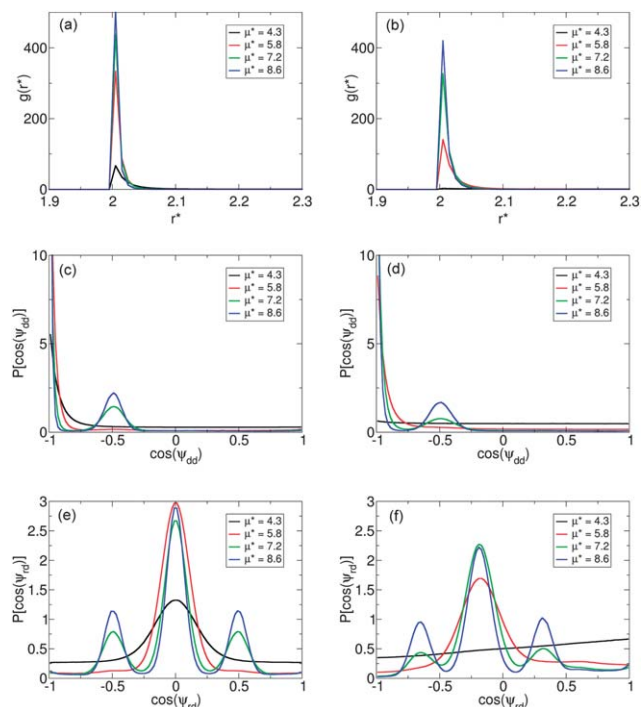 (a)
μ* = 4.3
μ* = 5.8
μ* = 7.2
μ* = 8.6
g(r*)
400
200
0
1.9 2 2.1 2.2 2.3
r*
(b)
μ* = 4.3
μ* = 5.8
μ* = 7.2
μ* = 8.6
g(r*)
400
200
0
1.9 2 2.1 2.2 2.3
r*
(c)
μ* = 4.3
μ* = 5.8
μ* = 7.2
μ* = 8.6
P[cos(ψdd)]
10
5
0
-1 -0.5 0 0.5 1
cos(ψdd)
(d)
μ* = 4.3
μ* = 5.8
μ* = 7.2
μ* = 8.6
P[cos(ψdd)]
10
5
0
-1 -0.5 0 0.5 1
cos(ψdd)
(e)
μ* = 4.3
μ* = 5.8
μ* = 7.2
μ* = 8.6
P[cos(ψrd)]
3
2.5
2
1.5
1
0.5
0
-1 -0.5 0 0.5 1
cos(ψrd)
(f)
μ* = 4.3
μ* = 5.8
μ* = 7.2
μ* = 8.6
P[cos(ψrd)]
3
2.5
2
1.5
1
0.5
0
-1 -0.5 0 0.5 1
cos(ψrd)